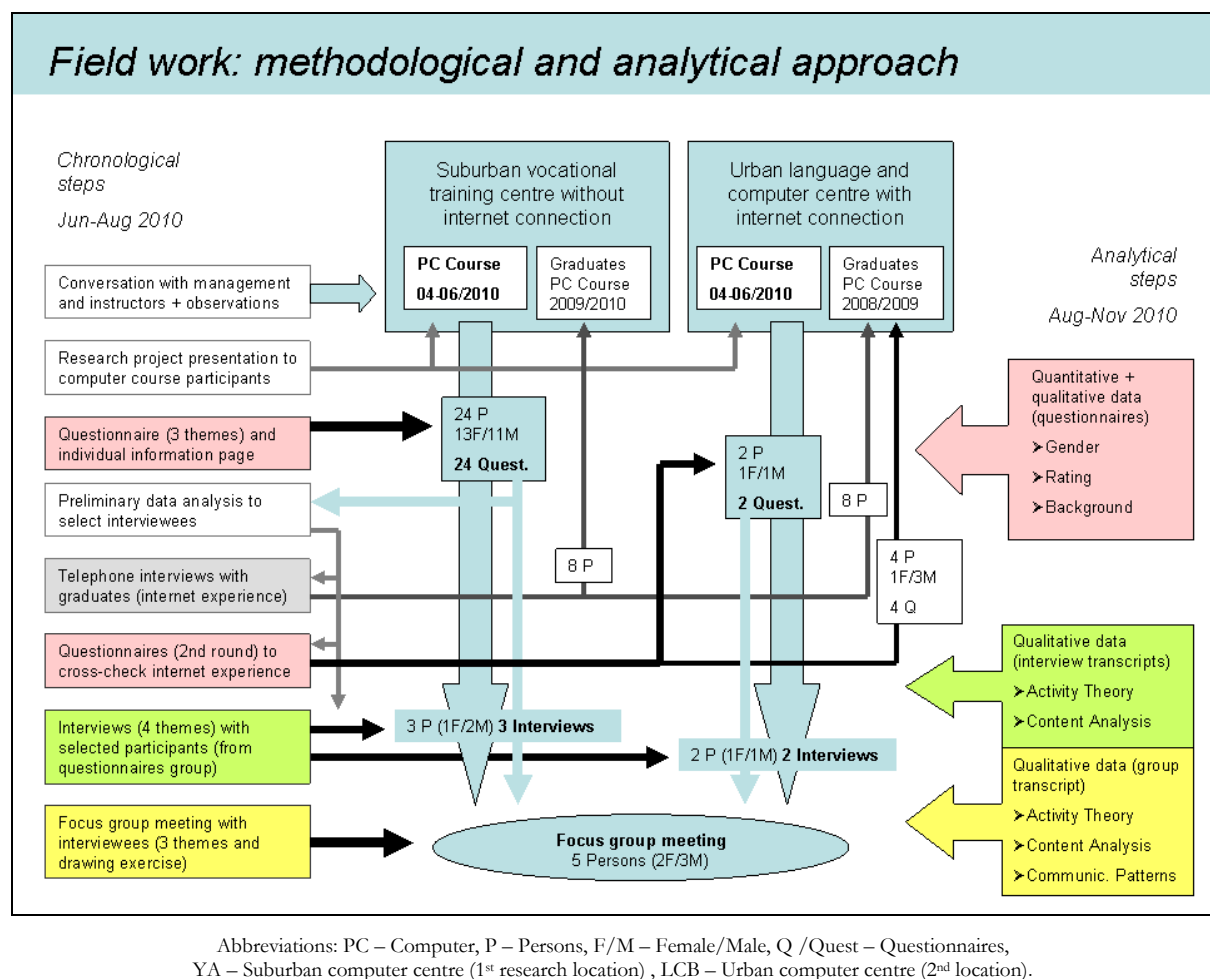 Field work: methodological and analytical approach
Chronological
steps
Jun-Aug 2010
Suburban vocational
training centre without
internet connection
PC Course
04-06/2010
Graduates
PC Course
2009/2010
Urban language and
computer centre with
internet connection
PC Course
04-06/2010
Graduates
PC Course
2008/2009
Analytical
steps
Aug-Nov 2010
Conversation with management
and instructors + observations
Research project presentation to
computer course participants
Questionnaire (3 themes) and
individual information page
Preliminary data analysis to
select interviewees
Telephone interviews with
graduates (internet experience)
Questionnaires (2nd round) to
cross-check internet experience
Interviews (4 themes) with
selected participants (from
questionnaires group)
Focus group meeting with
interviewees (3 themes and
drawing exercise)
24 P
13F/11M
24 Quest.
8 P
2 P
1F/1M
2 Quest.
8 P
4 P
1F/3M
4 Q
3 P (1F/2M) 3 Interviews
2 P (1F/1M) 2 Interviews
Focus group meeting
5 Persons (2F/3M)
Quantitative +
qualitative data
(questionnaires)
➤Gender
➤Rating
➤Background
Qualitative data
(interview transcripts)
➤Activity Theory
➤Content Analysis
Qualitative data (group
transcript)
➤Activity Theory
➤Content Analysis
➤Communic. Patterns
Abbreviations: PC – Computer, P – Persons, F/M – Female/Male, Q /Quest – Questionnaires,
YA – Suburban computer centre (1st research location) , LCB – Urban computer centre (2nd location).